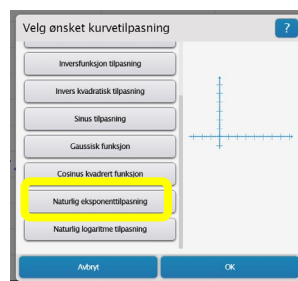 Velg ønsket kurvetilpasning
?
Inversfunksjon tilpasning
Invers kvadratisk tilpasning
Sinus tilpasning
Gaussisk funksjon
Cosinus kvadrert funksjon
Naturlig eksponenttilpasning
Naturlig logaritme tilpasning
Avbryt
OK